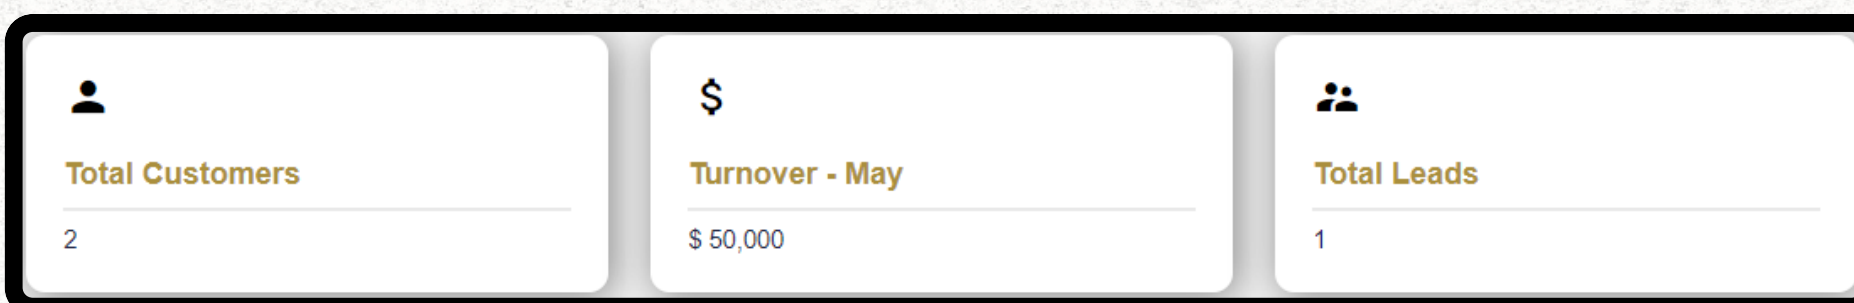 $
Total Customers
2
Turnover - May
$ 50,000
Total Leads
1